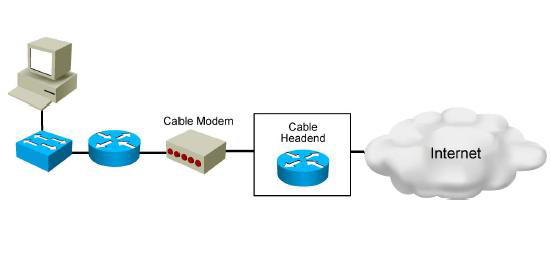 Cable Modem
Cable
Headend
Internet